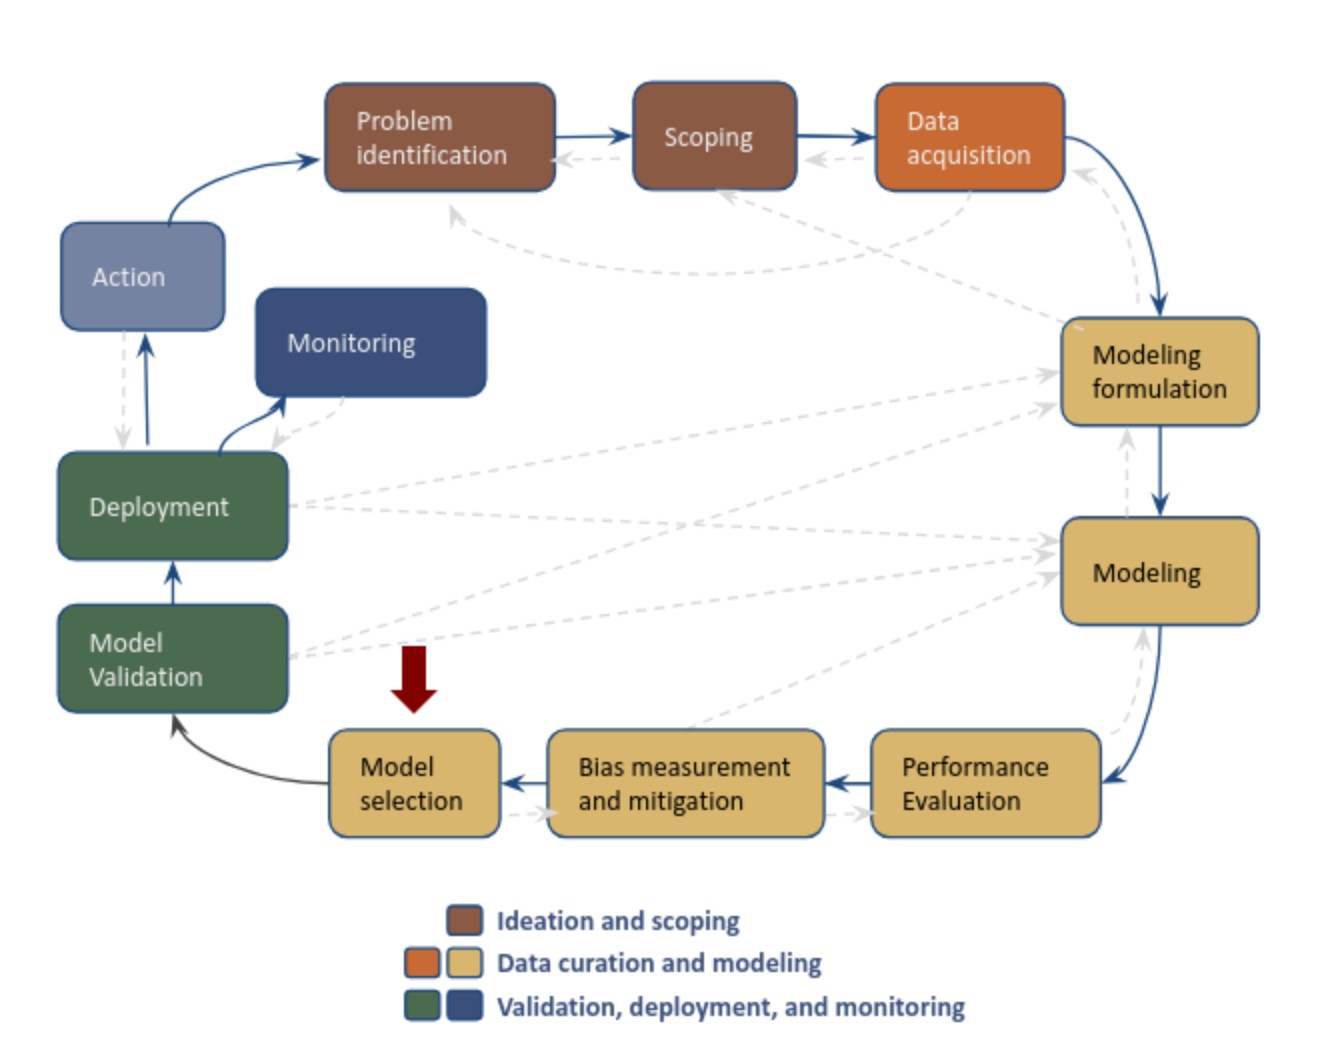 Problem
identification
Scoping
Data
acquisition
Action
Monitoring
Modeling
formulation
Deployment
Modeling
Model
Validation
Model
selection
Bias measurement
and mitigation
Performance
Evaluation
Ideation and scoping
Data curation and modeling
Validation, deployment, and monitoring